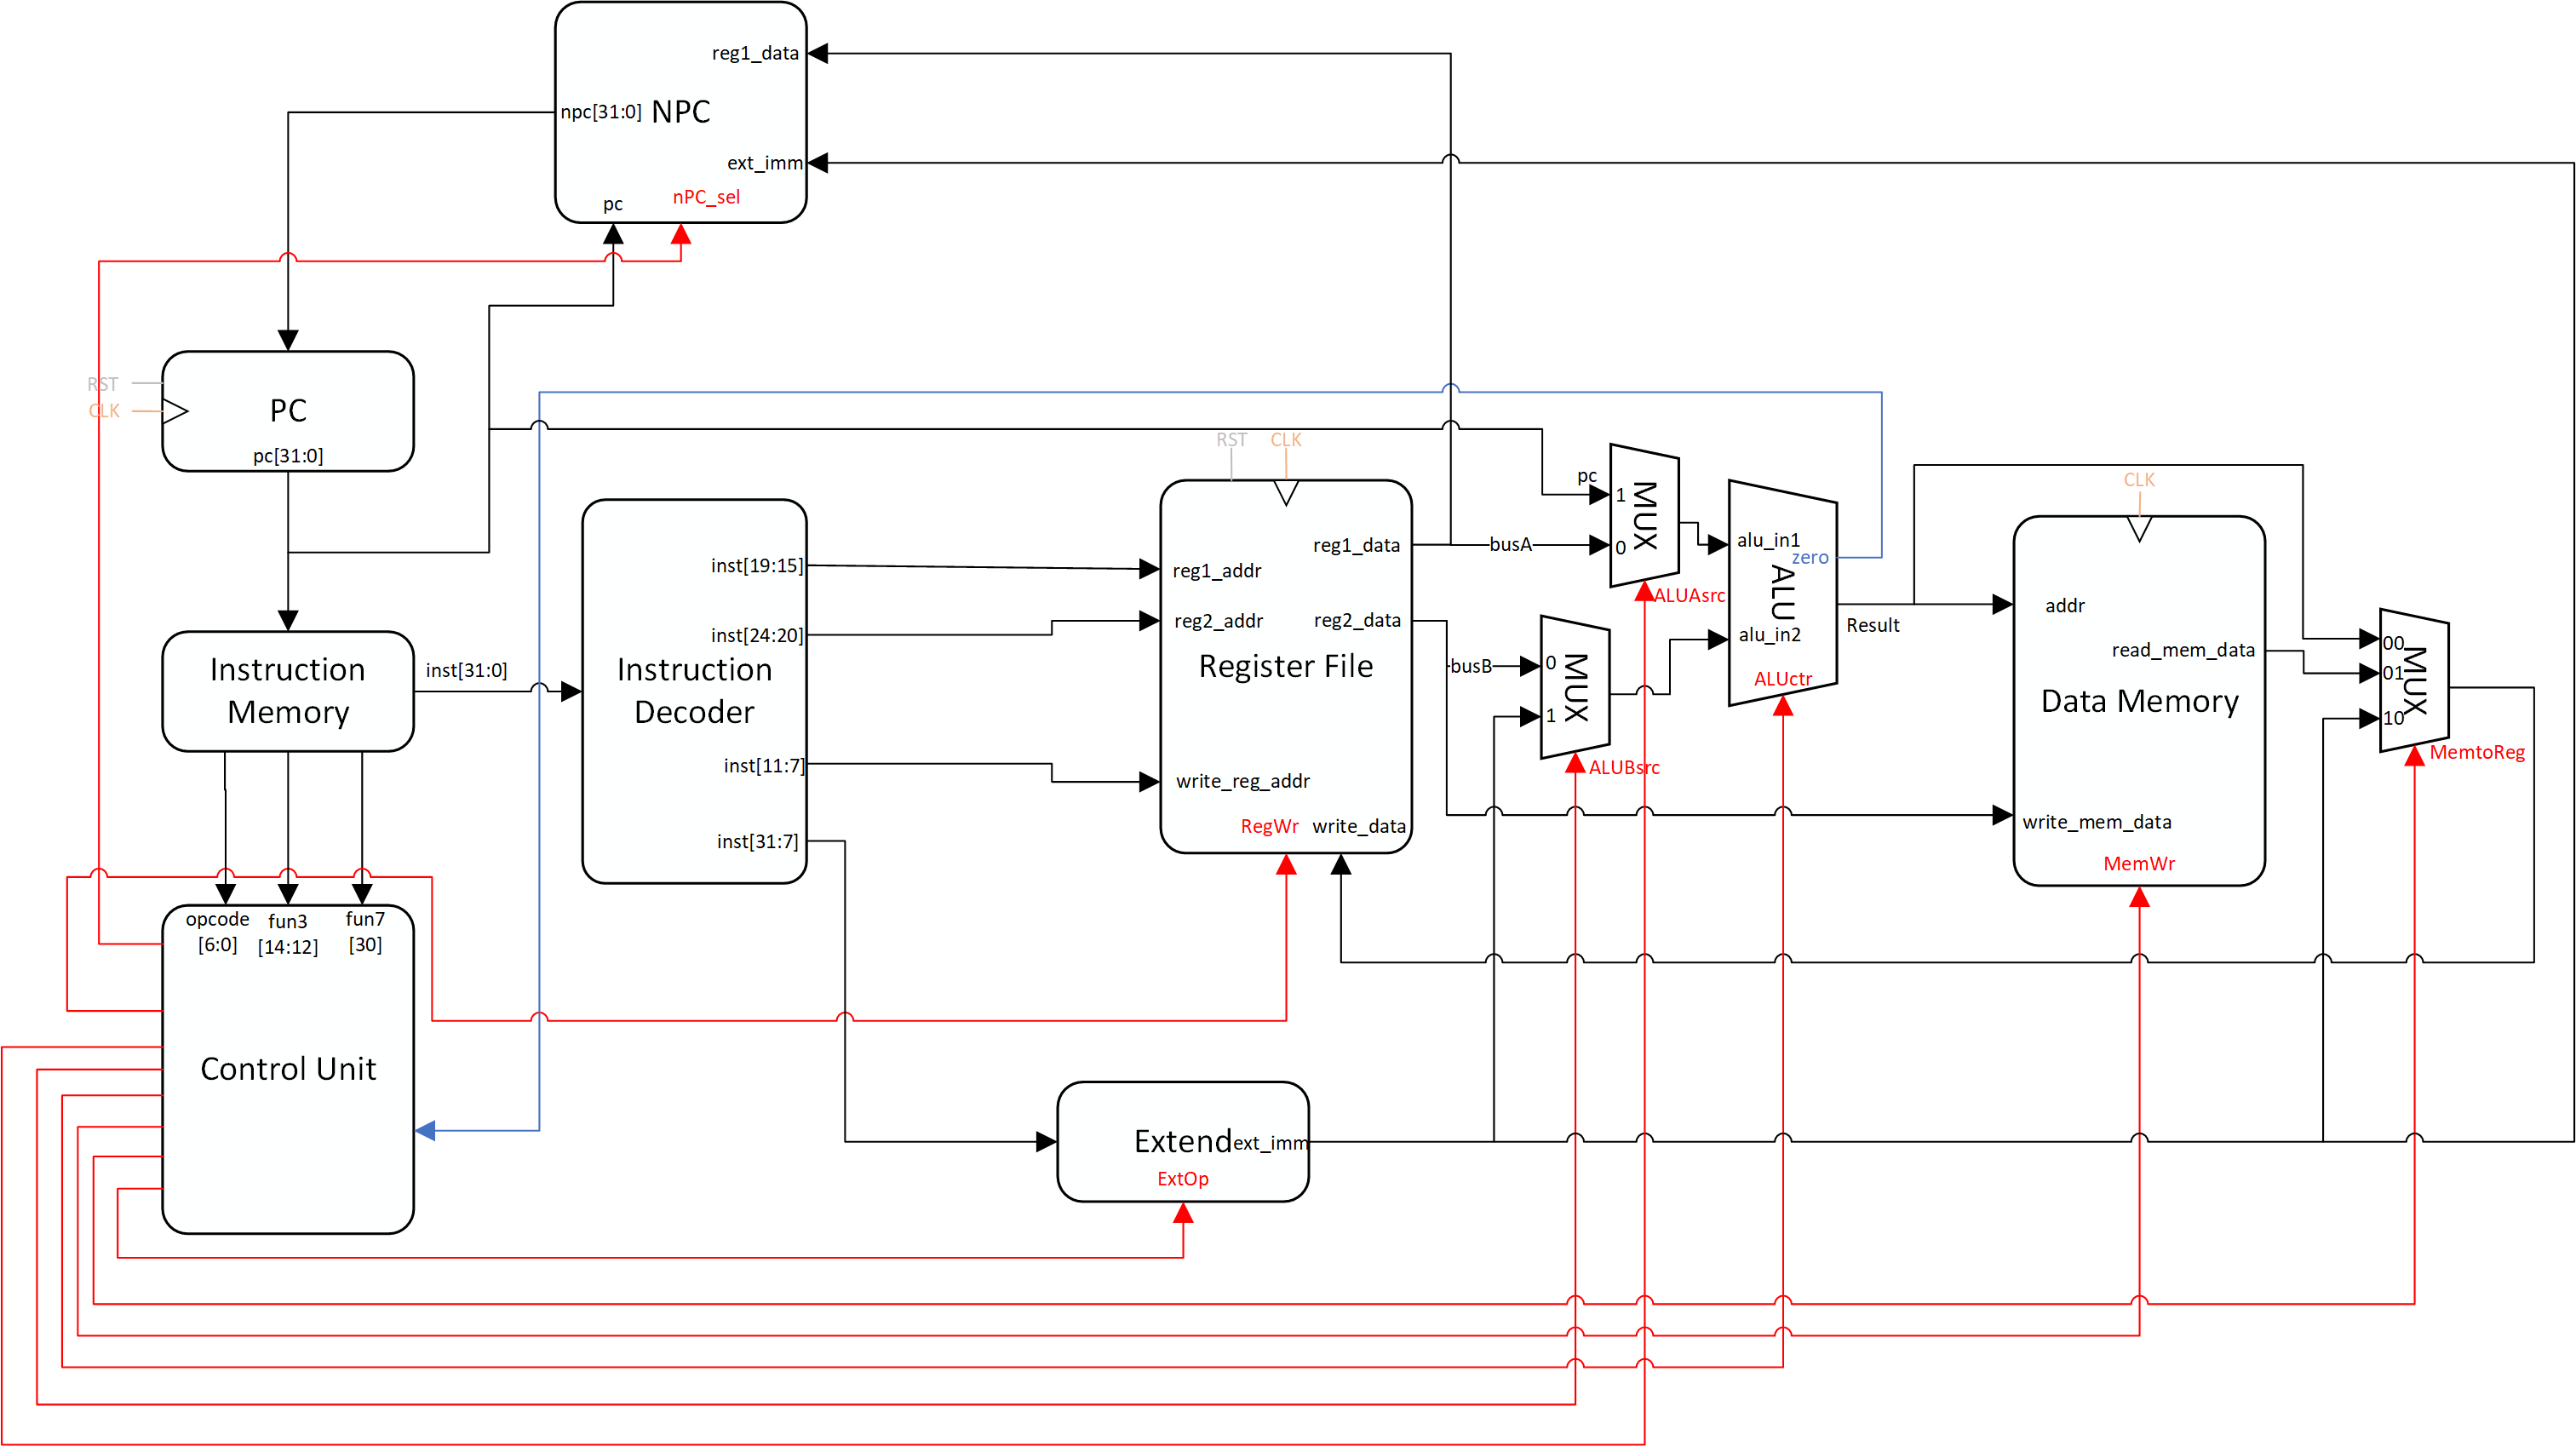 reg1_data
npc[31:0] NPC
ext_imm
nPC_sel
pc
RST
CLK
PC
pc[31:0]
RST
CLK
Instruction
Memory
inst[31:0]
Instruction
Decoder
inst[19:15]
inst[24:20]
inst[11:7]
inst[31:7]
reg1_addr
reg2_addr
write_reg_addr
reg1_data
reg2_data
Register File
RegWr
write_data
busA
busB
pc
1
0
MUX
ALUAsrc
0
1
MUX
ALUBsrc
alu_in1
zero
ALU
alu_in2
ALUctr
Result
CLK
addr
read_mem_data
Data Memory
write_mem_data
MemWr
00
01
10
MUX
MemtoReg
opcode
[6:0]
fun3
[14:12]
fun7
[30]
Control Unit
Extend
ext_imm
ExtOp